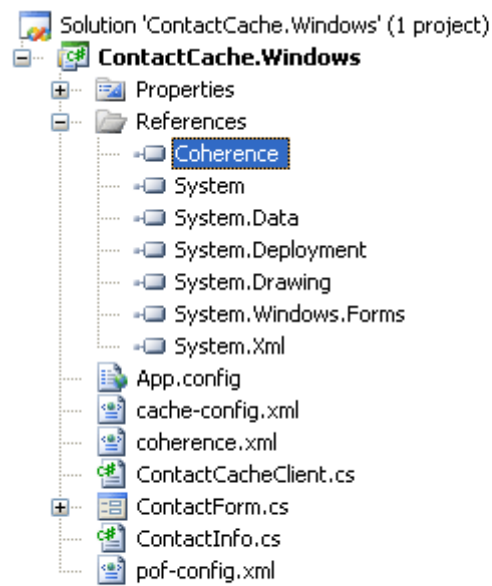 Solution 'ContactCache.Windows' (1 project)
ContactCache.Windows
Properties
References
Coherence
System
System.Data
System.Deployment
System.Drawing
System.Windows.Forms
System.Xml
App.config
cache-config.xml
coherence.xml
ContactCacheClient.cs
ContactForm.cs
ContactInfo.cs
pof-config.xml